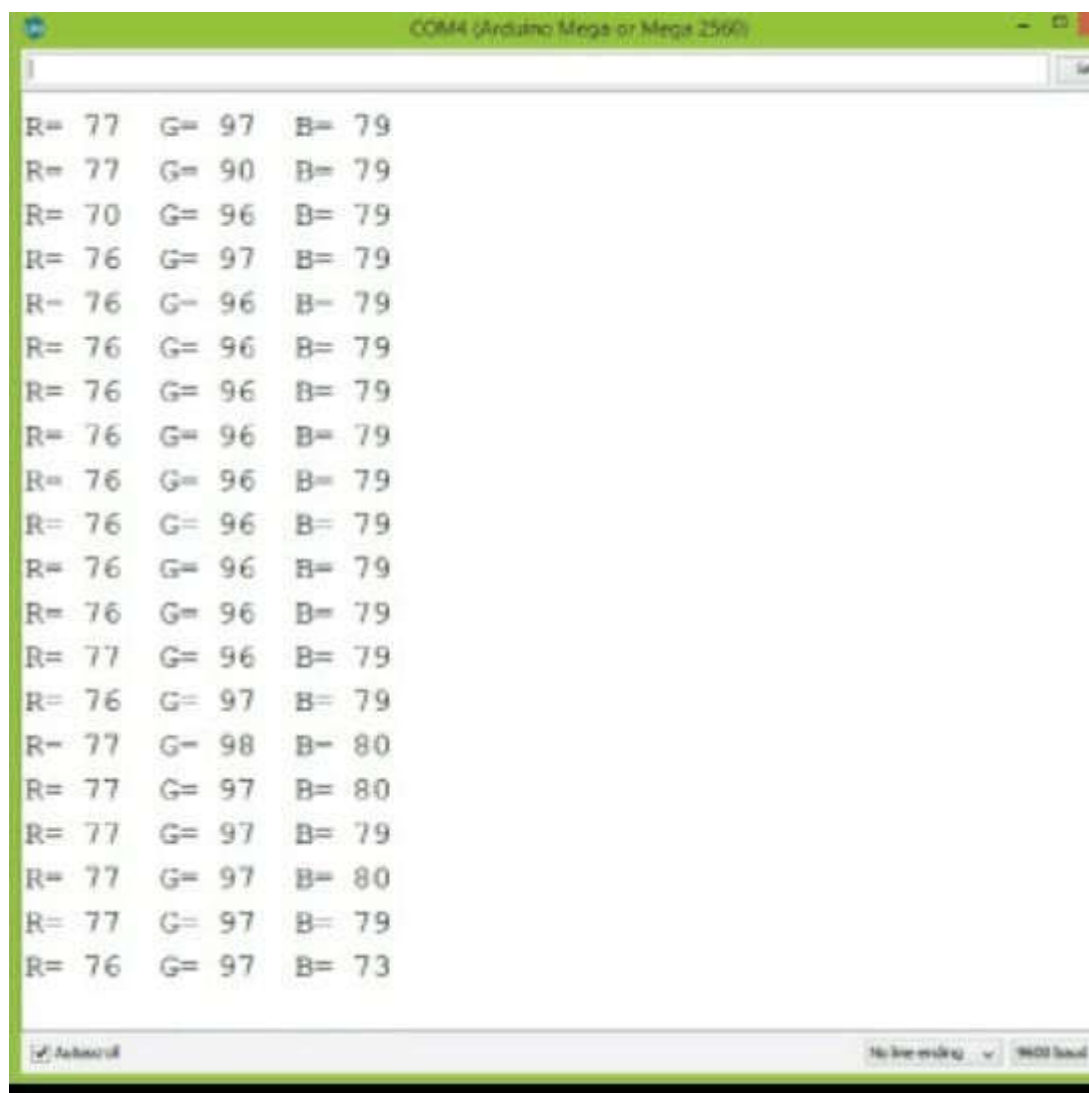 COM4 (Arduino Mega or Mega 2560)
R= 77 G= 97 B= 79
R= 77 G= 90 B= 79
R= 70 G= 96 B= 79
R= 76 G= 97 B= 79
R= 76 G= 96 B= 79
R= 76 G= 96 B= 79
R= 76 G= 96 B= 79
R= 76 G= 96 B= 79
R= 76 G= 96 B= 79
R= 76 G= 96 B= 79
R= 76 G= 96 B= 79
R= 76 G= 96 B= 79
R= 77 G= 96 B= 79
R= 76 G= 97 B= 79
R= 77 G= 98 B= 80
R= 77 G= 97 B= 80
R= 77 G= 97 B= 79
R= 77 G= 97 B= 80
R= 77 G= 97 B= 79
R= 76 G= 97 B= 73
Autoscroll No line ending 9600 baud